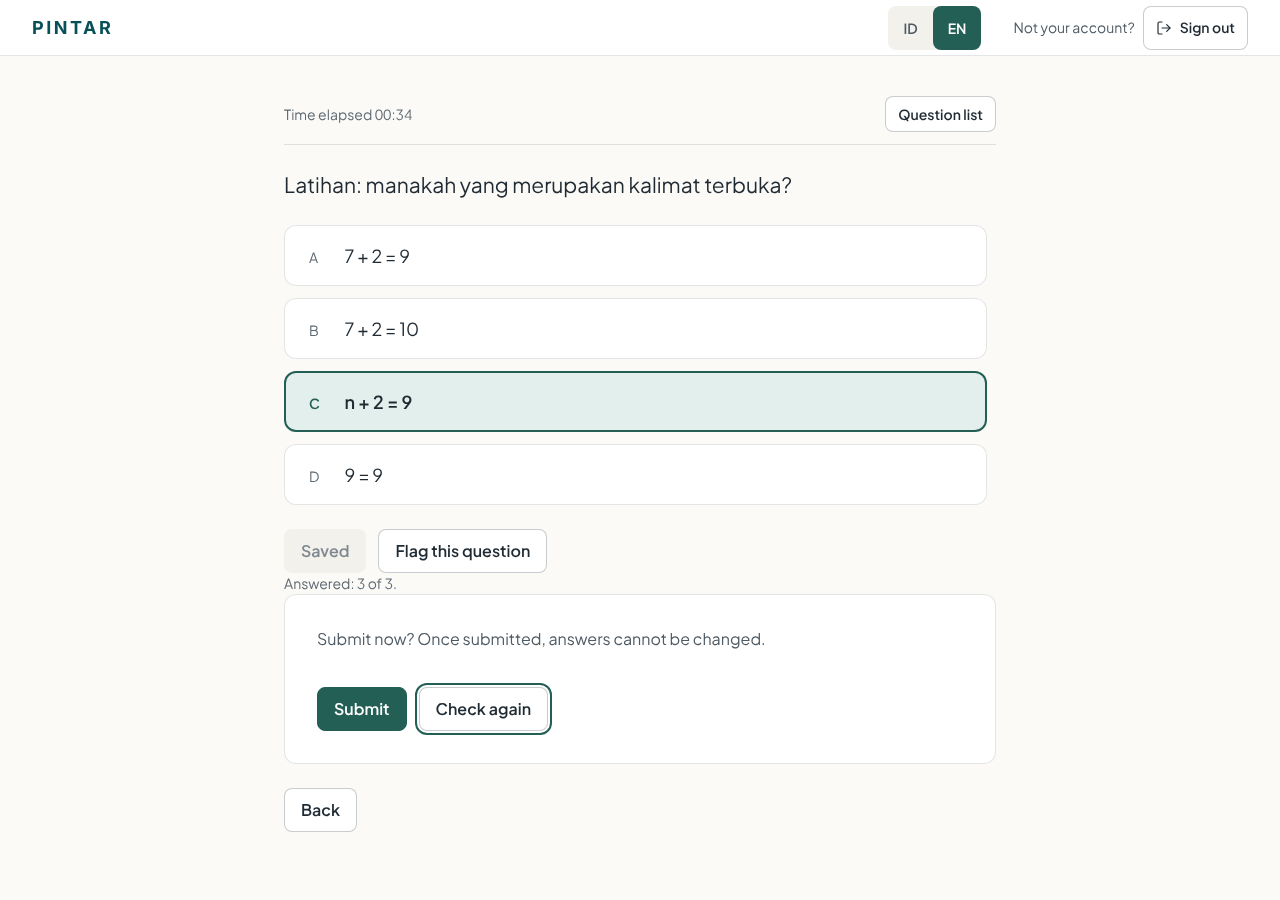 PINTAR
ID EN Not your account? Sign out
Time elapsed 00:34 Question list
Latihan: manakah yang merupakan kalimat terbuka?
A 7 + 2 = 9
B 7 + 2 = 10
C n + 2 = 9
D 9 = 9
Saved Flag this question
Answered: 3 of 3.
Submit now? Once submitted, answers cannot be changed.
Submit Check again
Back